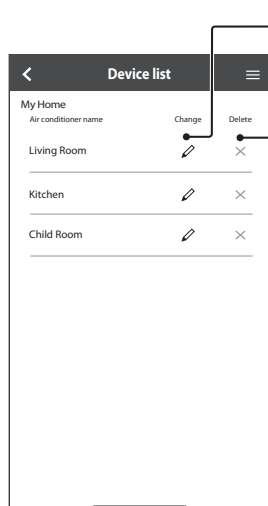 Device list
My Home
Air conditioner name Change Delete
Living Room
Kitchen
Child Room